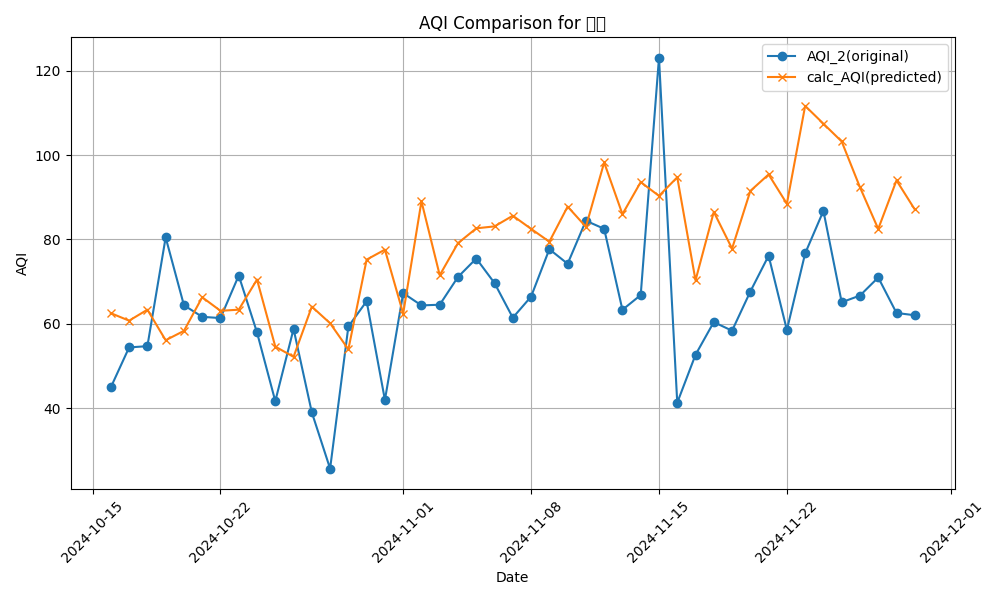 AQI Comparison for
AQI_2(original)
calc_AQI(predicted)
AQI
120
100
80
60
40
2024-10-15
2024-10-22
2024-11-01
2024-11-08
2024-11-15
2024-11-22
2024-12-01
Date